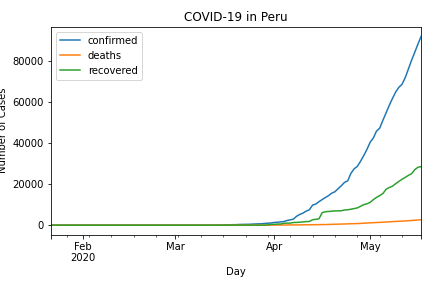 COVID-19 in Peru
confirmed
deaths
recovered
80000
60000
40000
20000
0
Number of Cases
Feb
2020
Mar
Apr
May
Day